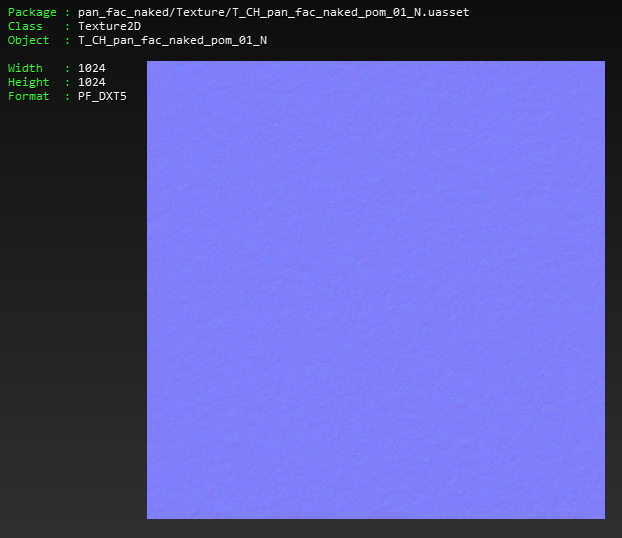 Package : pan_fac_naked/Texture/T_CH_pan_fac_naked_pom_01_N.uasset
Class : Texture2D
Object : T_CH_pan_fac_naked_pom_01_N
Width : 1024
Height : 1024
Format : PF_DXT5